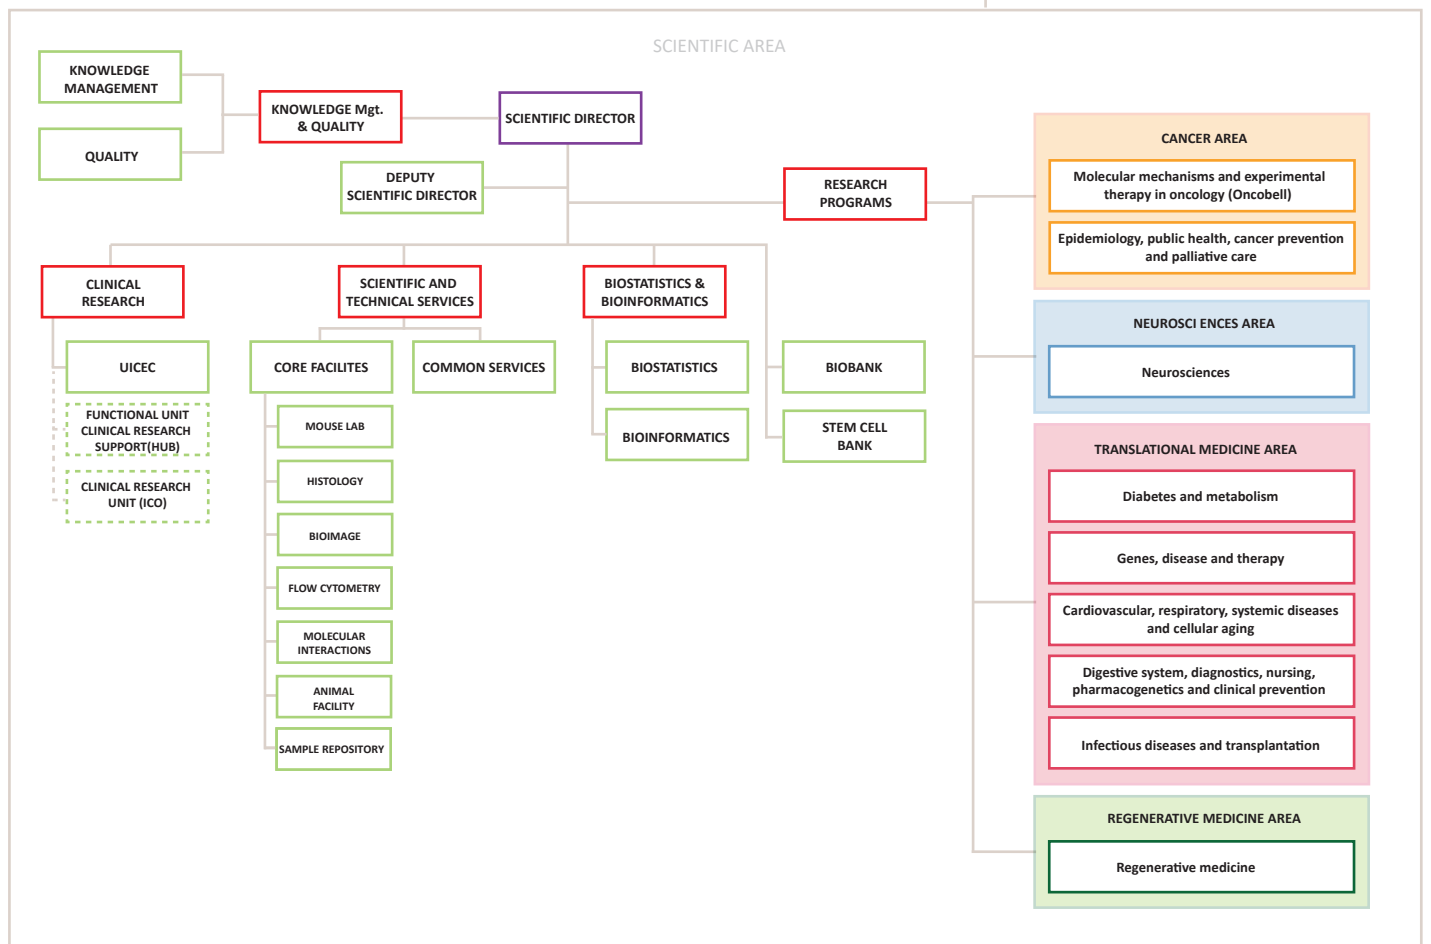 SCIENTIFIC AREA
KNOWLEDGE
MANAGEMENT
QUALITY
KNOWLEDGE Mgt.
& QUALITY
SCIENTIFIC DIRECTOR
DEPUTY
SCIENTIFIC DIRECTOR
RESEARCH
PROGRAMS
CLINICAL
RESEARCH
UICEC
FUNCTIONAL UNIT
CLINICAL RESEARCH
SUPPORT(HUB)
CLINICAL RESEARCH
UNIT (ICO)
SCIENTIFIC AND
TECHNICAL SERVICES
CORE FACILITES
COMMON SERVICES
MOUSE LAB
HISTOLOGY
BIOIMAGE
FLOW CYTOMETRY
MOLECULAR
INTERACTIONS
ANIMAL
FACILITY
SAMPLE REPOSITORY
BIOSTATISTICS &
BIOINFORMATICS
BIOSTATISTICS
BIOINFORMATICS
BIOBANK
STEM CELL
BANK
CANCER AREA
Molecular mechanisms and experimental
therapy in oncology (Oncobell)
Epidemiology, public health, cancer prevention
and palliative care
NEUROSCI ENCES AREA
Neurosciences
TRANSLATIONAL MEDICINE AREA
Diabetes and metabolism
Genes, disease and therapy
Cardiovascular, respiratory, systemic diseases
and cellular aging
Digestive system, diagnostics, nursing,
pharmacogenetics and clinical prevention
Infectious diseases and transplantation
REGENERATIVE MEDICINE AREA
Regenerative medicine